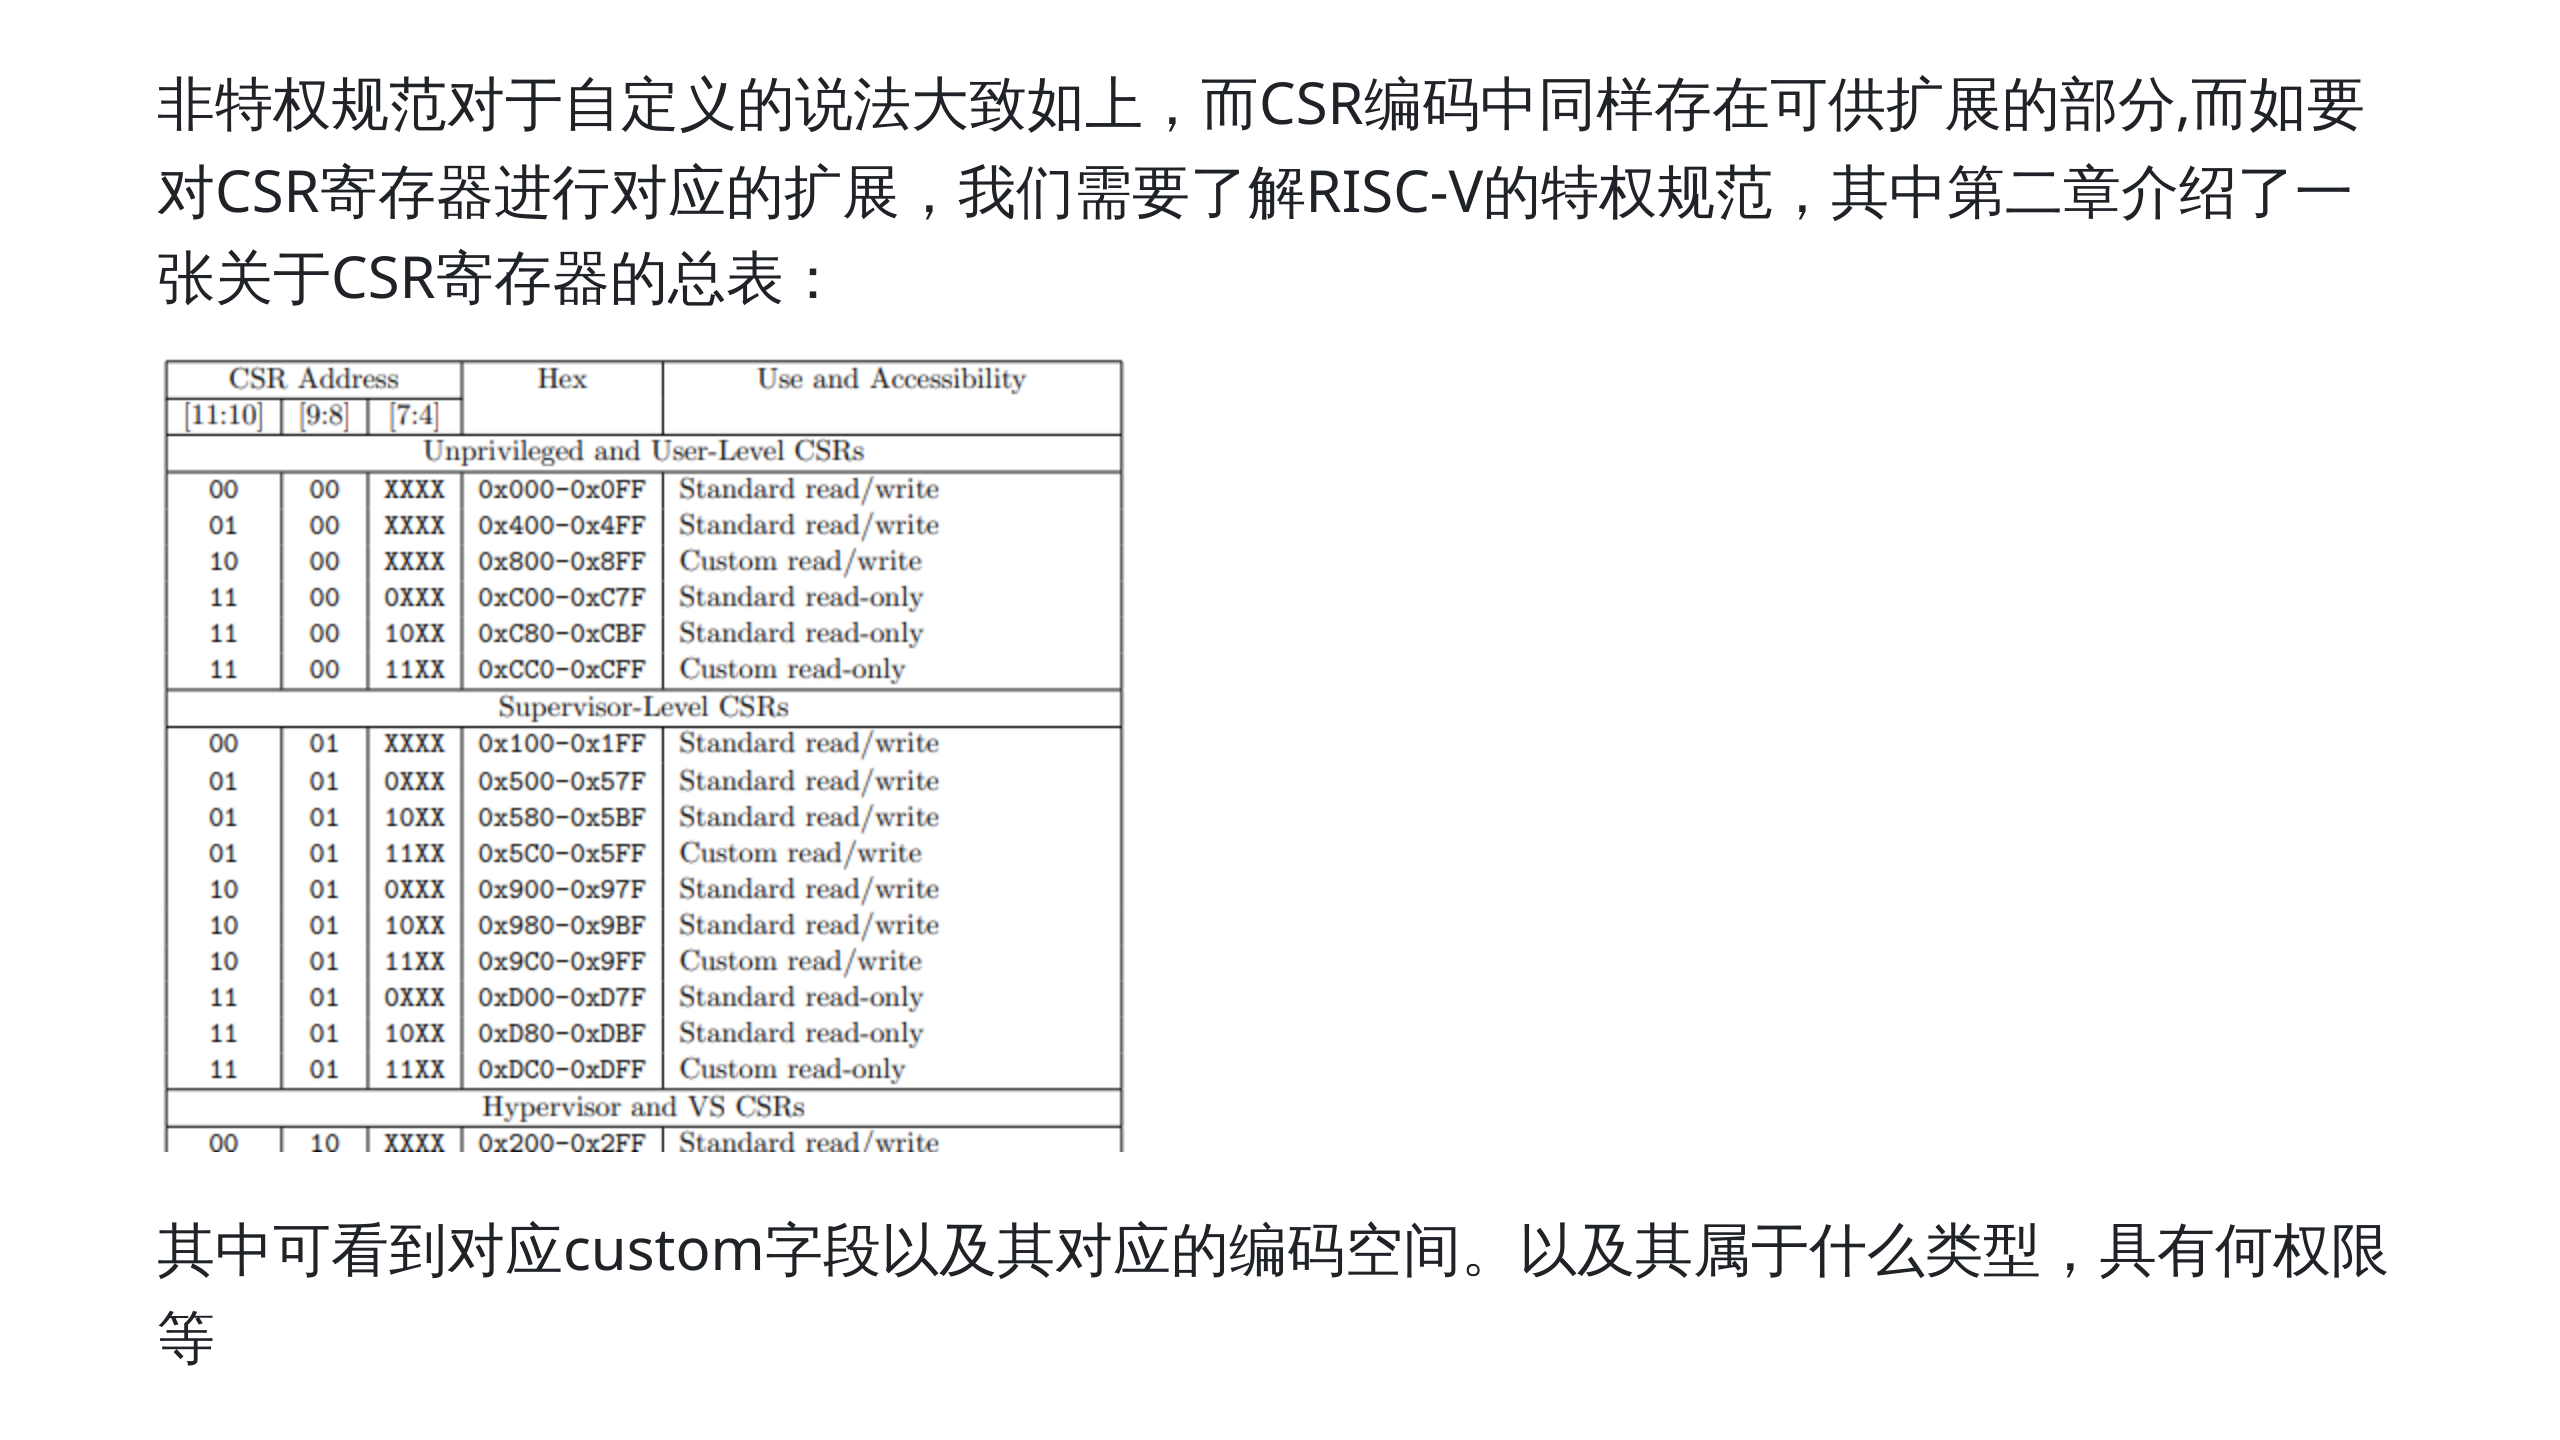 非特权规范对于自定义的说法大致如上，而CSR编码中同样存在可供扩展的部分,而如要
对CSR寄存器进行对应的扩展，我们需要了解RISC-V的特权规范，其中第二章介绍了一
张关于CSR寄存器的总表：
CSR Address Hex Use and Accessibility
[11:10] [9:8] [7:4]
Unprivileged and User-Level CSRs
00 00 XXXX 0x000-0x0FF Standard read/write
01 00 XXXX 0x400-0x4FF Standard read/write
10 00 XXXX 0x800-0x8FF Custom read/write
11 00 0XXX 0xC00-0xC7F Standard read-only
11 00 10XX 0xC80-0xCBF Standard read-only
11 00 11XX 0xCC0-0xCFF Custom read-only
Supervisor-Level CSRs
00 01 XXXX 0x100-0x1FF Standard read/write
01 01 0XXX 0x500-0x57F Standard read/write
01 01 10XX 0x580-0x5BF Standard read/write
01 01 11XX 0x5C0-0x5FF Custom read/write
10 01 0XXX 0x900-0x97F Standard read/write
10 01 10XX 0x980-0x9BF Standard read/write
10 01 11XX 0x9C0-0x9FF Custom read/write
11 01 0XXX 0xD00-0xD7F Standard read-only
11 01 10XX 0xD80-0xDBF Standard read-only
11 01 11XX 0xDC0-0xDFF Custom read-only
Hypervisor and VS CSRs
00 10 XXXX 0x200-0x2FF Standard read/write
其中可看到对应custom字段以及其对应的编码空间。以及其属于什么类型，具有何权限
等